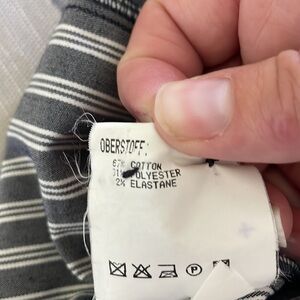 OBERSTOFF:
67% COTTON
31% POLYESTER
2% ELASTANE
P